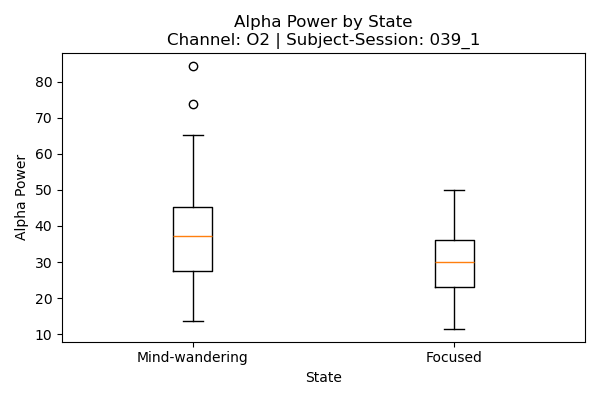 Alpha Power by State
Channel: O2 | Subject-Session: 039_1
Alpha Power
80
70
60
50
40
30
20
10
Mind-wandering
Focused
State